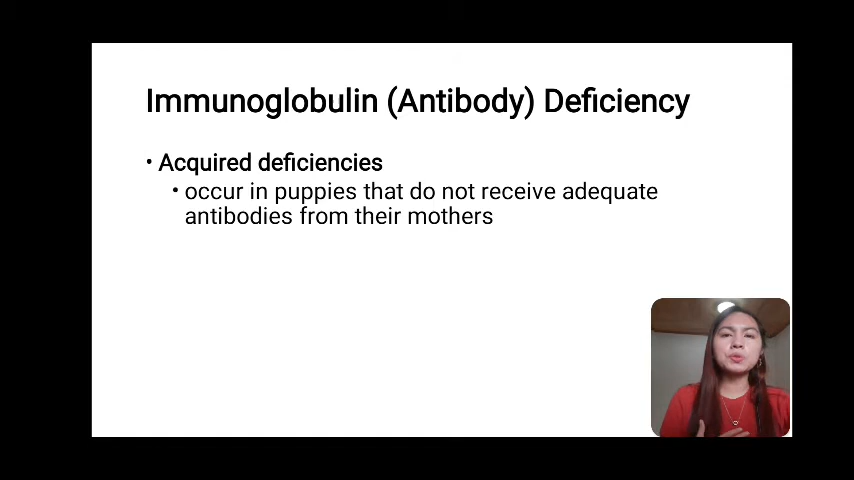 Immunoglobulin (Antibody) Deficiency
• Acquired deficiencies
• occur in puppies that do not receive adequate
antibodies from their mothers